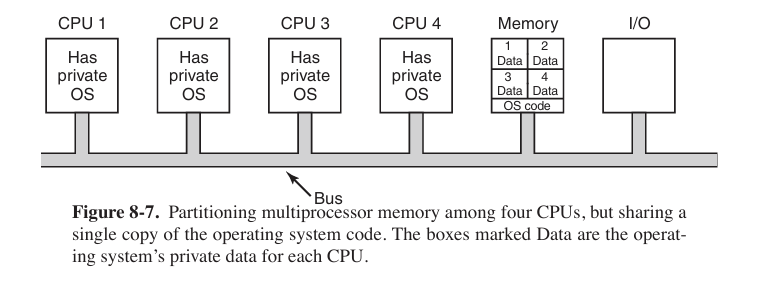 CPU 1 CPU 2 CPU 3 CPU 4 Memory I/O
Has private OS
Has private OS
Has private OS
Has private OS
1 Data 2 Data
3 Data 4 Data
OS code
Bus
Figure 8-7. Partitioning multiprocessor memory among four CPUs, but sharing a
single copy of the operating system code. The boxes marked Data are the operat-
ing system’s private data for each CPU.